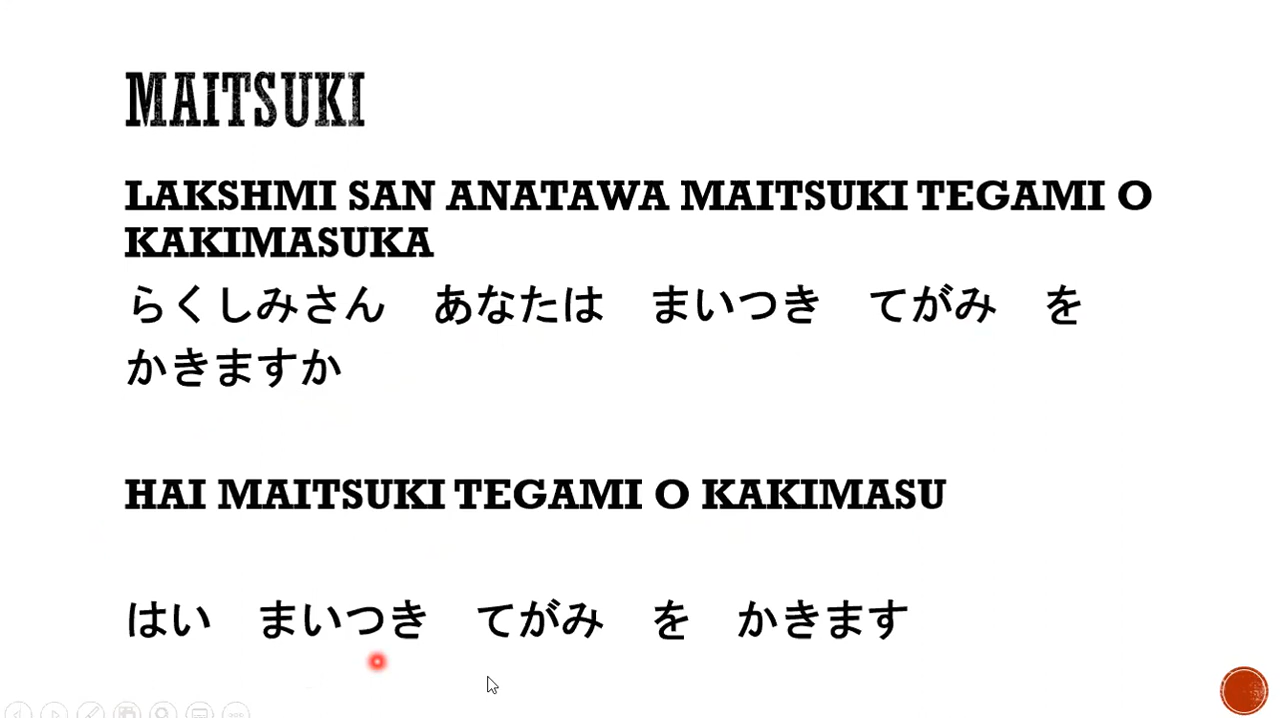 MAITSUKI
LAKSHMI SAN ANATAWA MAITSUKI TEGAMI O
KAKIMASUKA
らくしみさん　あなたは　まいつき　てがみ　を
かきますか
HAI MAITSUKI TEGAMI O KAKIMASU
はい　まいつき　てがみ　を　かきます